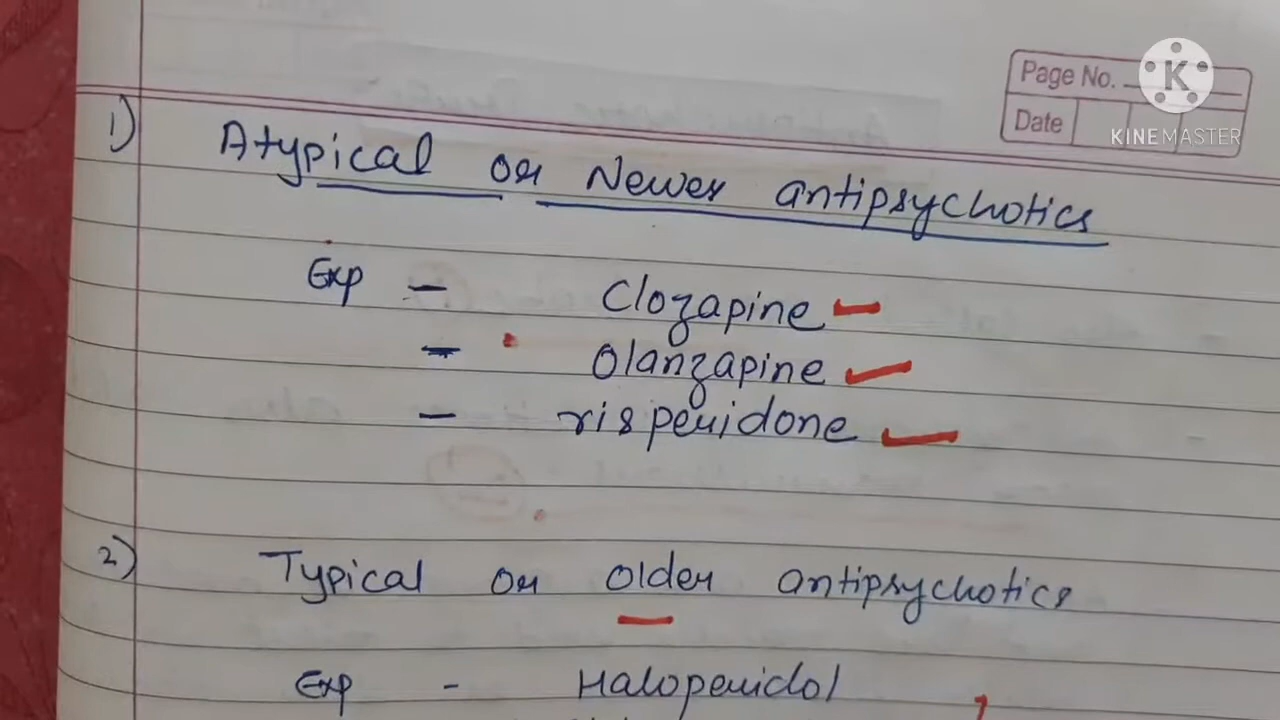 Page No.
Date
K
KINEMASTER
1) Atypical or Newer antipsychotics
Exp - Clozapine
- Olanzapine
- risperidone
2) Typical or older antipsychotics
Exp - Haloperidol